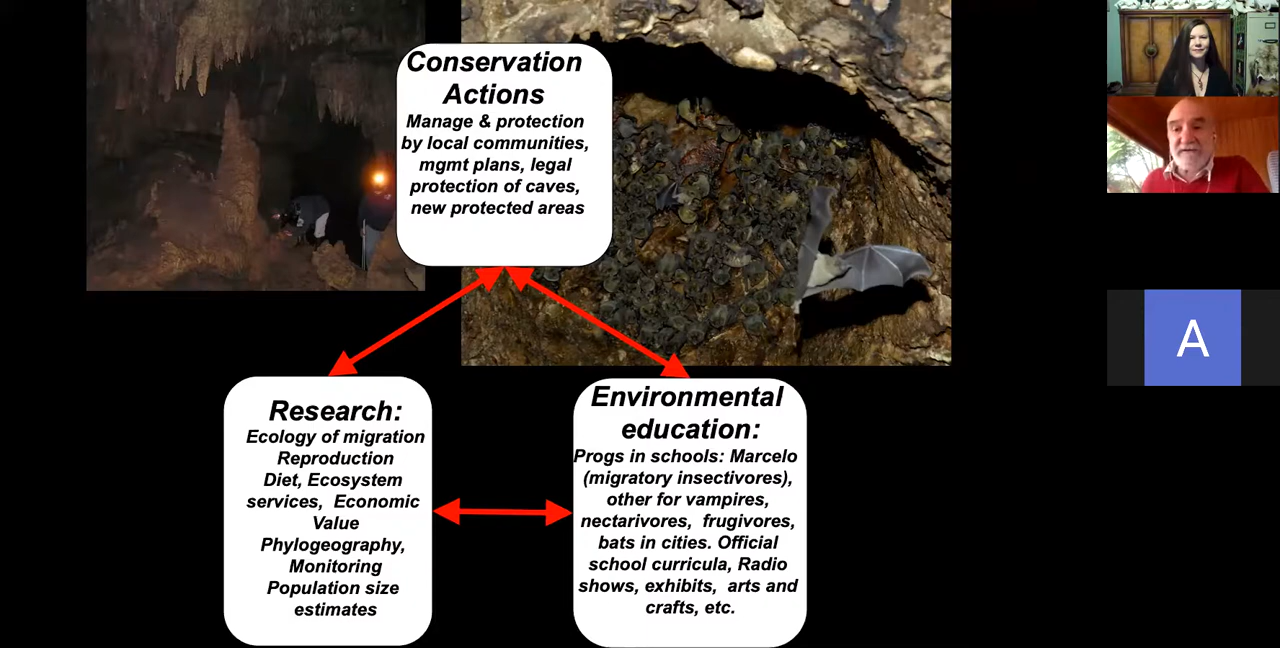 Conservation
Actions
Manage & protection
by local communities,
mgmt plans, legal
protection of caves,
new protected areas
Research:
Ecology of migration
Reproduction
Diet, Ecosystem
services, Economic
Value
Phylogeography,
Monitoring
Population size
estimates
Environmental
education:
Progs in schools: Marcelo
(migratory insectivores),
other for vampires,
nectarivores, frugivores,
bats in cities. Official
school curricula, Radio
shows, exhibits, arts and
crafts, etc.
A